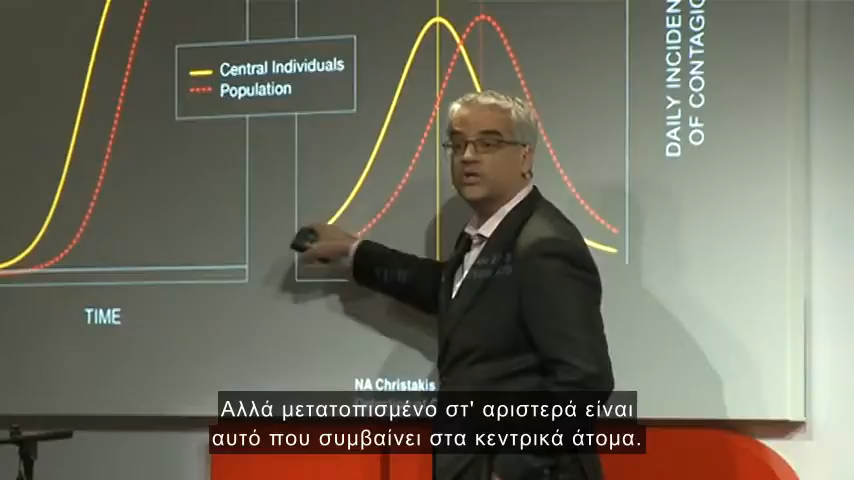 Central Individuals
Population
DAILY INCIDEN
OF CONTAGIO
TIME
NA Christakis
Αλλά μετατοπισμένο στ' αριστερά είναι
αυτό που συμβαίνει στα κεντρικά άτομα.